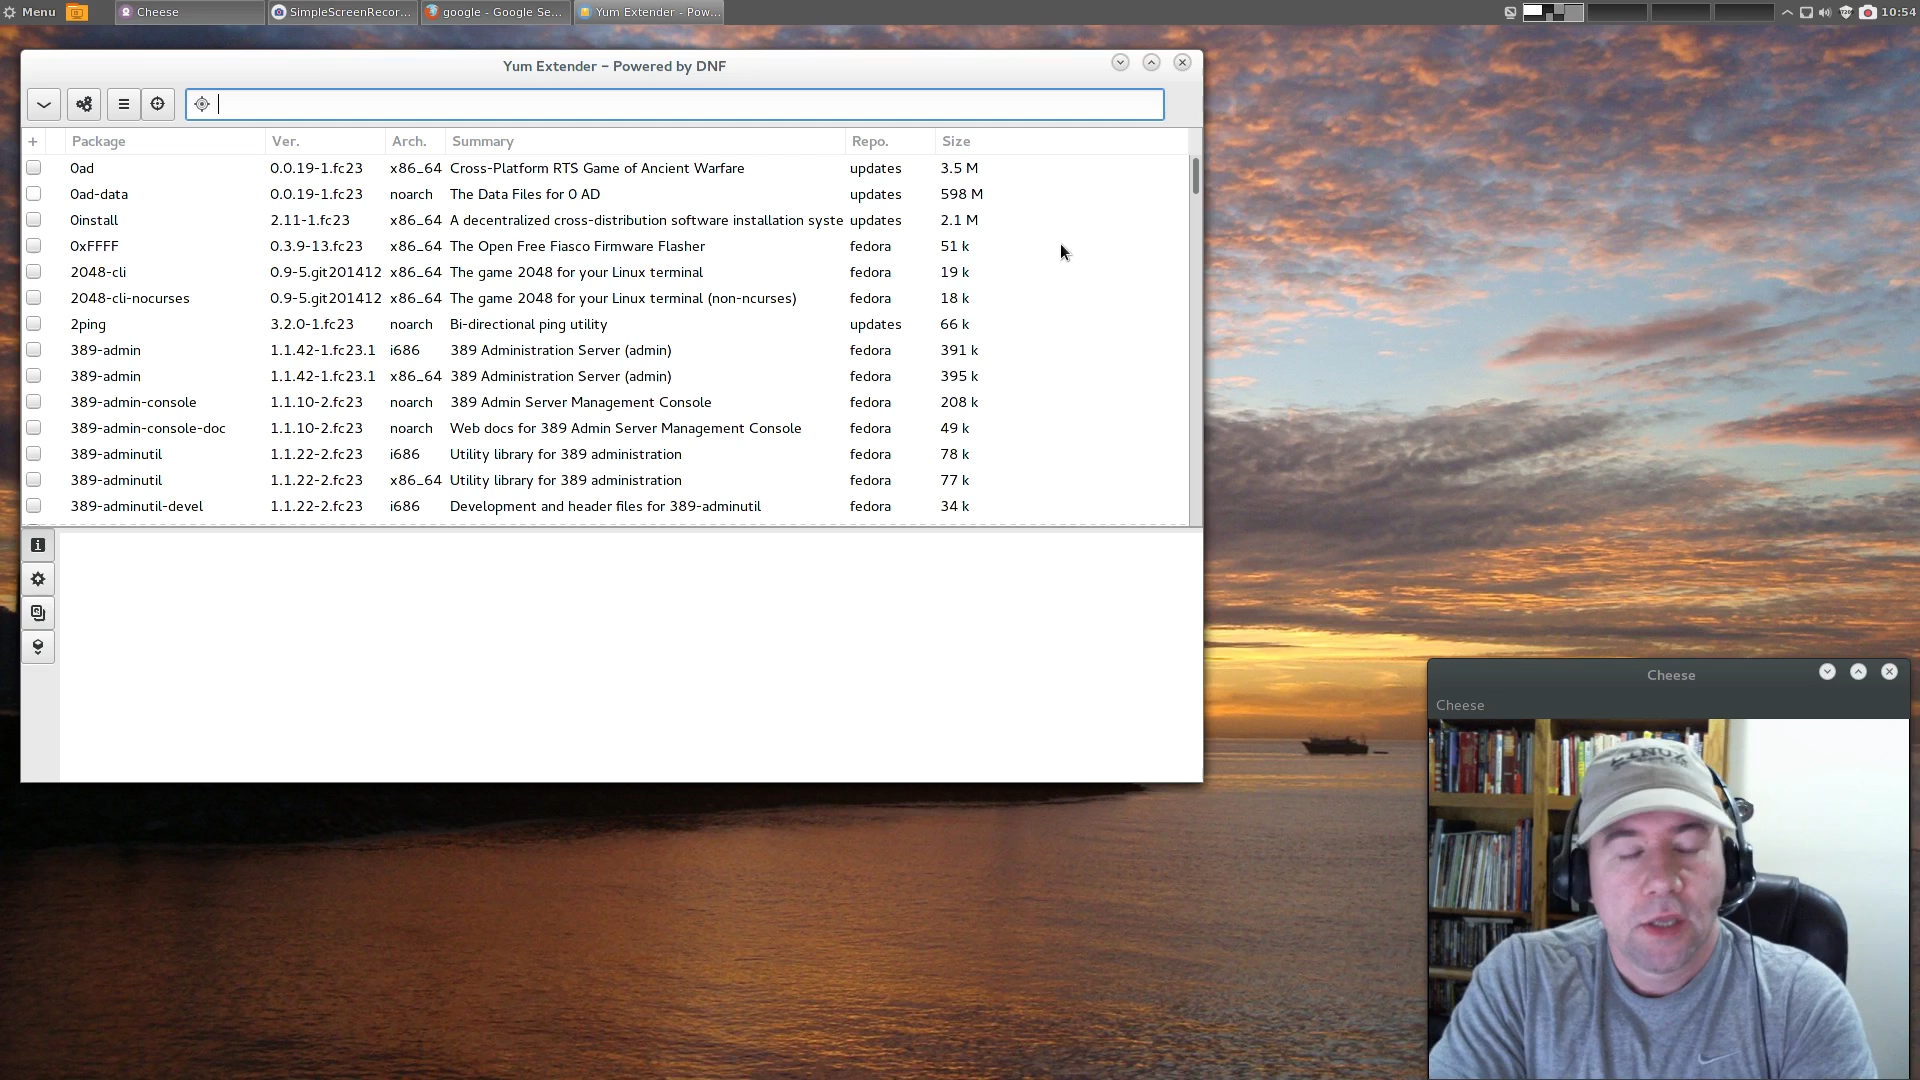 Menu Cheese SimpleScreenRecor... google - Google Se... Yum Extender - Pow... 10:54
Yum Extender – Powered by DNF
+ Package Ver. Arch. Summary Repo. Size
0ad 0.0.19-1.fc23 x86_64 Cross-Platform RTS Game of Ancient Warfare updates 3.5 M
0ad-data 0.0.19-1.fc23 noarch The Data Files for 0 AD updates 598 M
0install 2.11-1.fc23 x86_64 A decentralized cross-distribution software installation syste updates 2.1 M
0xFFFF 0.3.9-13.fc23 x86_64 The Open Free Fiasco Firmware Flasher fedora 51 k
2048-cli 0.9-5.git201412 x86_64 The game 2048 for your Linux terminal fedora 19 k
2048-cli-nocurses 0.9-5.git201412 x86_64 The game 2048 for your Linux terminal (non-ncurses) fedora 18 k
2ping 3.2.0-1.fc23 noarch Bi-directional ping utility updates 66 k
389-admin 1.1.42-1.fc23.1 i686 389 Administration Server (admin) fedora 391 k
389-admin 1.1.42-1.fc23.1 x86_64 389 Administration Server (admin) fedora 395 k
389-admin-console 1.1.10-2.fc23 noarch 389 Admin Server Management Console fedora 208 k
389-admin-console-doc 1.1.10-2.fc23 noarch Web docs for 389 Admin Server Management Console fedora 49 k
389-adminutil 1.1.22-2.fc23 i686 Utility library for 389 administration fedora 78 k
389-adminutil 1.1.22-2.fc23 x86_64 Utility library for 389 administration fedora 77 k
389-adminutil-devel 1.1.22-2.fc23 i686 Development and header files for 389-adminutil fedora 34 k
Cheese
Cheese
LINUX